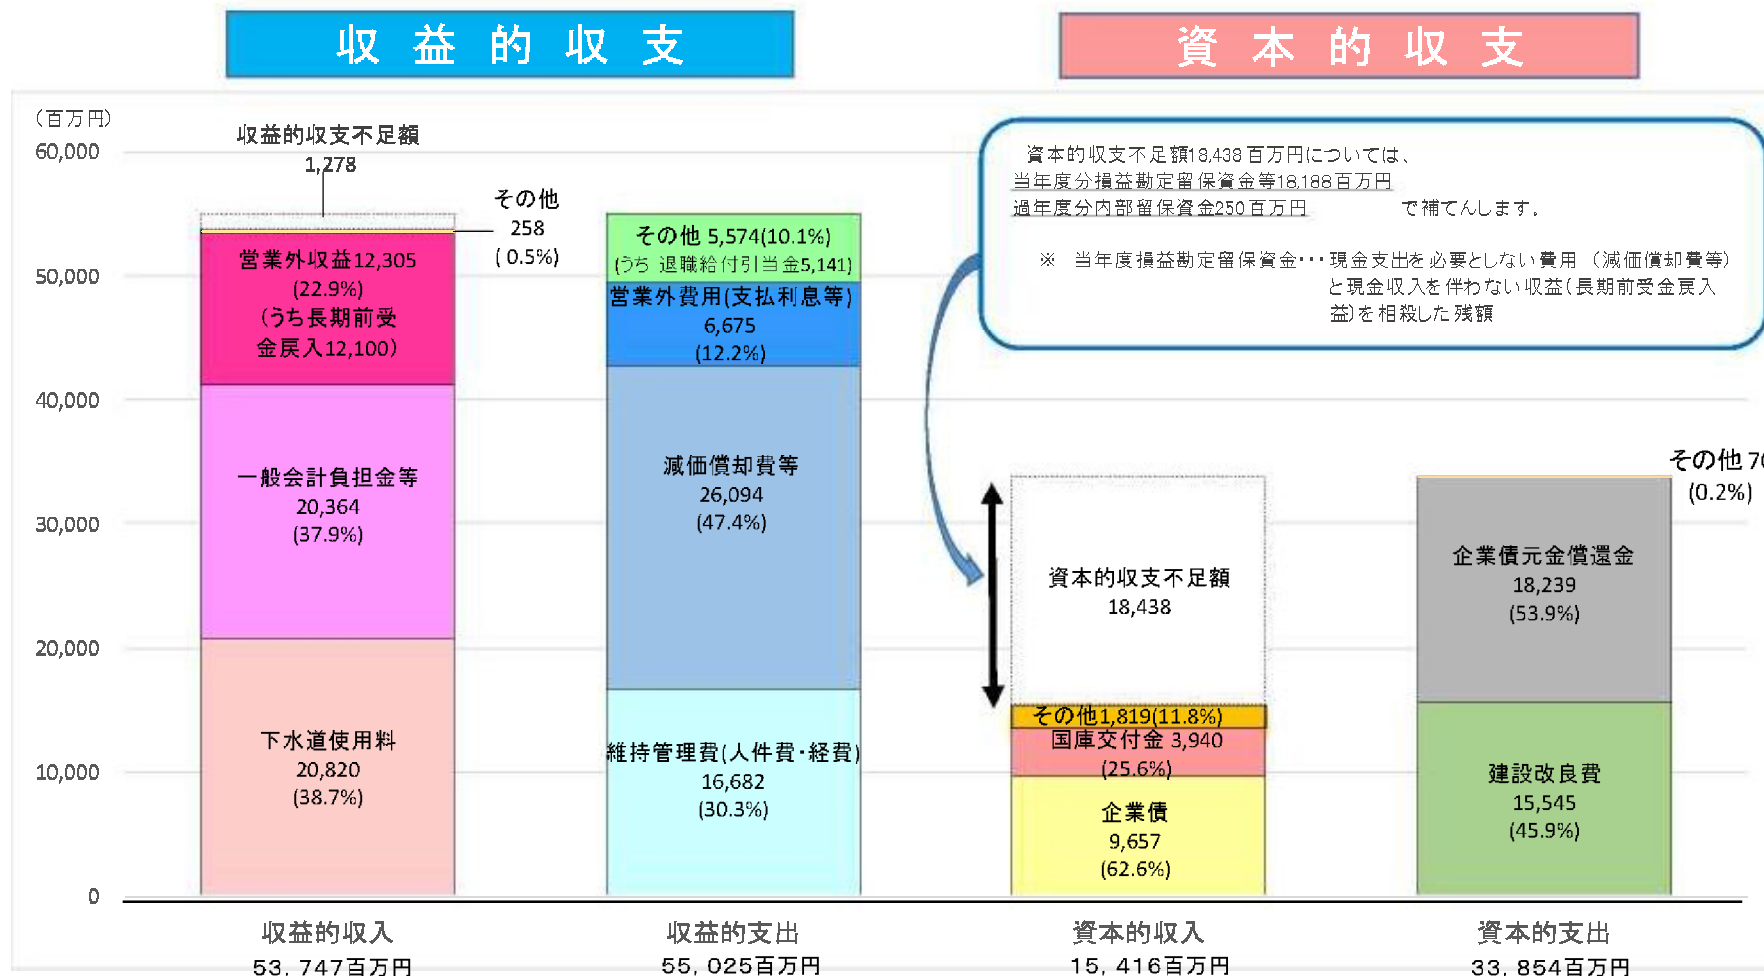 収益的収支
資本的収支
(百万円)
60,000
50,000
40,000
30,000
20,000
10,000
0
収益的収支不足額
1,278
その他
258
( 0.5%)
営業外収益12,305
(22.9%)
(うち長期前受
金戻入12,100)
一般会計負担金等
20,364
(37.9%)
下水道使用料
20,820
(38.7%)
その他 5,574(10.1%)
(うち 退職給付引当金5,141)
営業外費用(支払利息等)
6,675
(12.2%)
減価償却費等
26,094
(47.4%)
維持管理費(人件費・経費)
16,682
(30.3%)
資本的収支不足額18,438百万円については、
当年度分損益勘定留保資金等18,188百万円
過年度分内部留保資金250百万円 で補てんします。
※ 当年度損益勘定留保資金･･･現金支出を必要としない費用 (減価償却費等)
と現金収入を伴わない収益(長期前受金戻入
益)を相殺した残額
資本的収支不足額
18,438
その他1,819(11.8%)
国庫交付金 3,940
(25.6%)
企業債
9,657
(62.6%)
その他 70
(0.2%)
企業債元金償還金
18,239
(53.9%)
建設改良費
15,545
(45.9%)
収益的収入
53,747百万円
収益的支出
55,025百万円
資本的収入
15,416百万円
資本的支出
33,854百万円